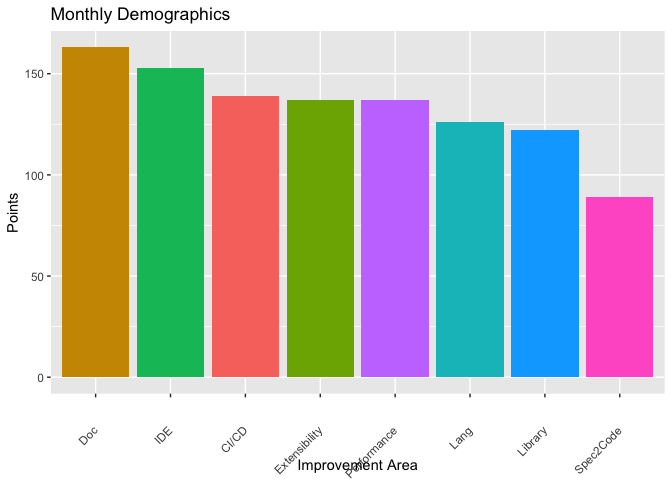 Monthly Demographics
Points
150
100
50
0
Doc
IDE
CI/CD
Extensibility
Performance
Lang
Library
Spec2Code
Improvement Area